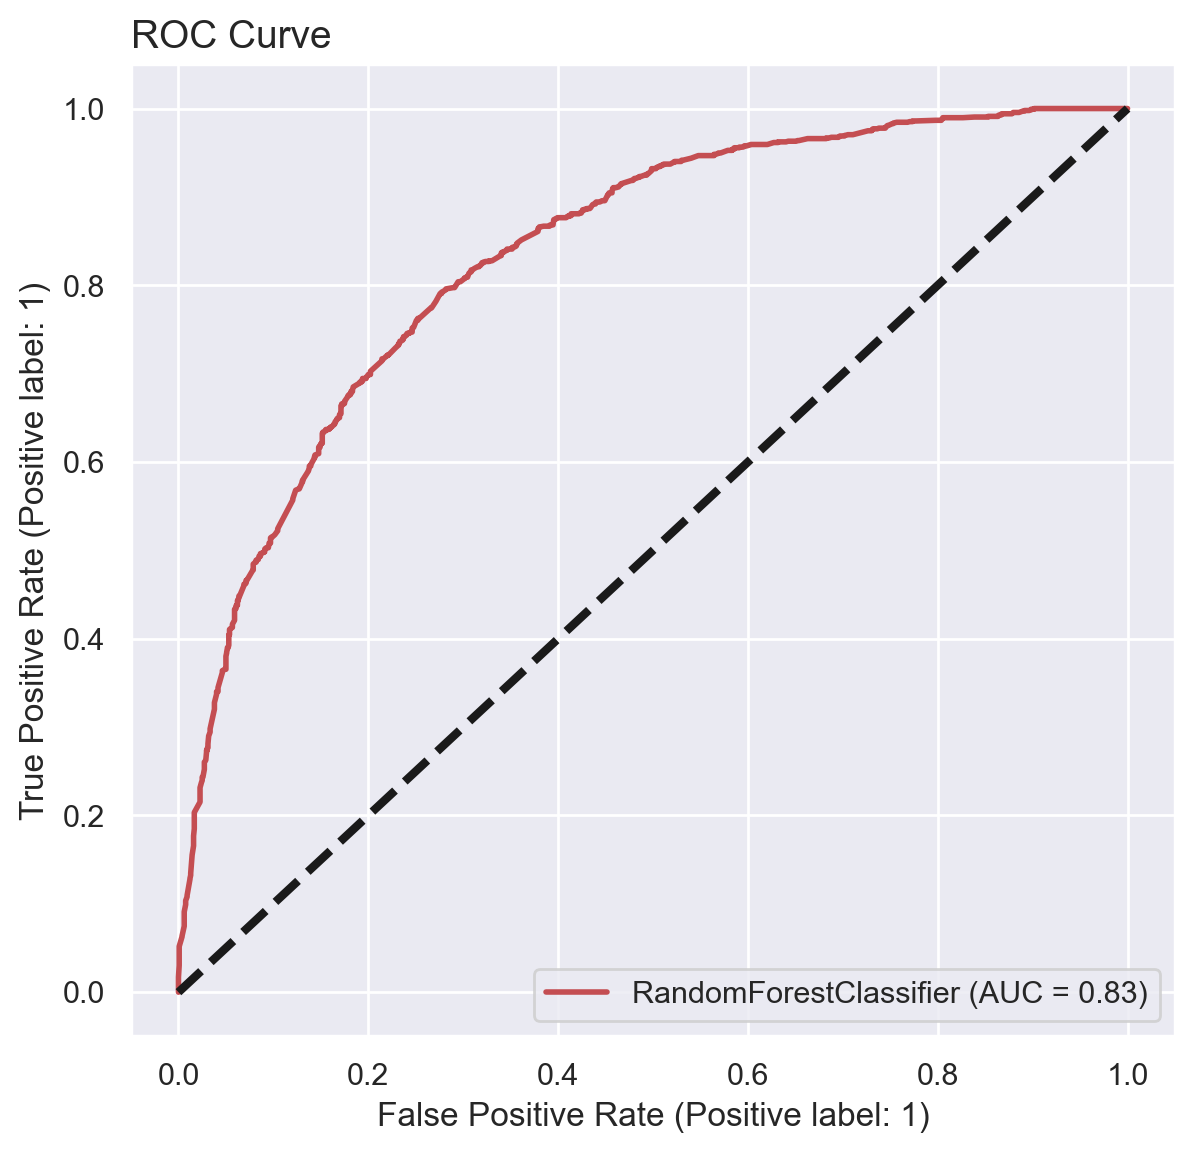 ROC Curve
1.0
0.8
0.6
0.4
0.2
0.0
True Positive Rate (Positive label: 1)
RandomForestClassifier (AUC = 0.83)
0.0 0.2 0.4 0.6 0.8 1.0
False Positive Rate (Positive label: 1)